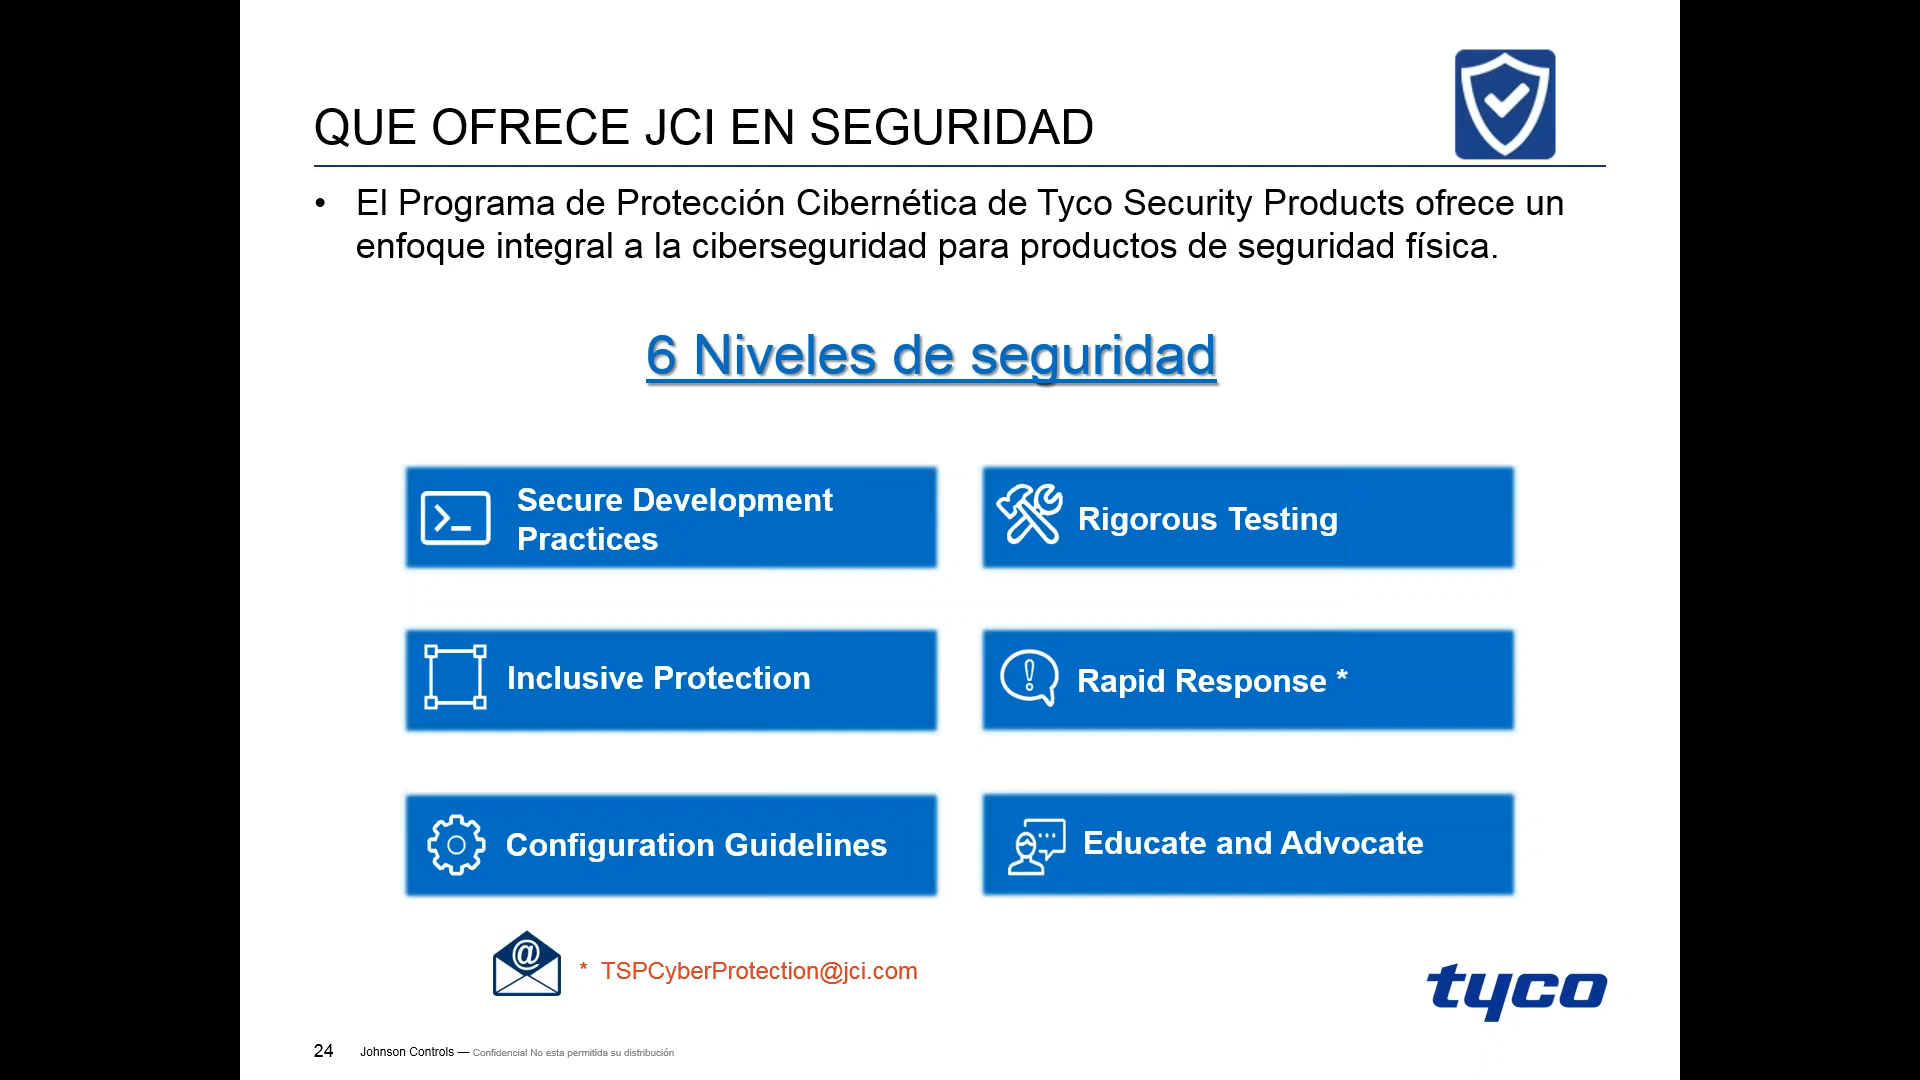 QUE OFRECE JCI EN SEGURIDAD
• El Programa de Protección Cibernética de Tyco Security Products ofrece un
enfoque integral a la ciberseguridad para productos de seguridad física.
6 Niveles de seguridad
Secure Development
Practices
Rigorous Testing
Inclusive Protection
Rapid Response *
Configuration Guidelines
Educate and Advocate
@
* TSPCyberProtection@jci.com
tyco
24 Johnson Controls — Confidencial No esta permitida su distribución